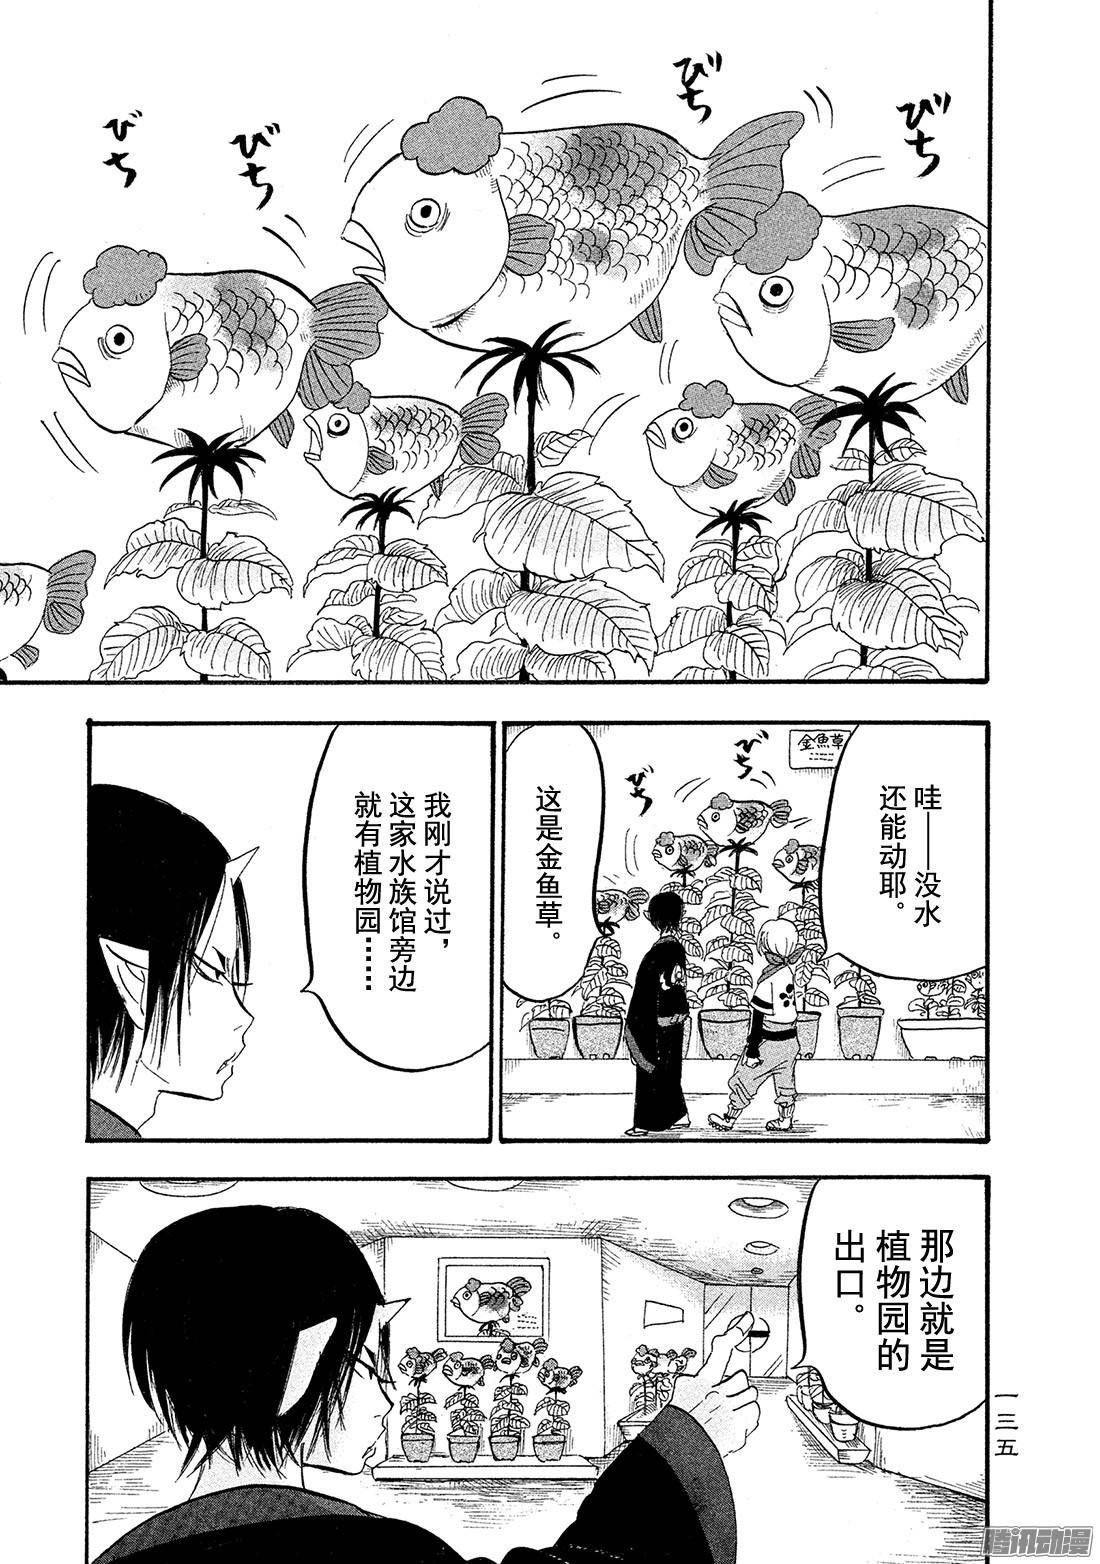 びち
びち
びち
びち
哇——没水
还能动耶。
金魚草
びち
びち
这是金鱼草。
我刚才说过，
这家水族馆旁边
就有植物园……
那边就是
植物园的
出口。
一三五
腾讯动漫